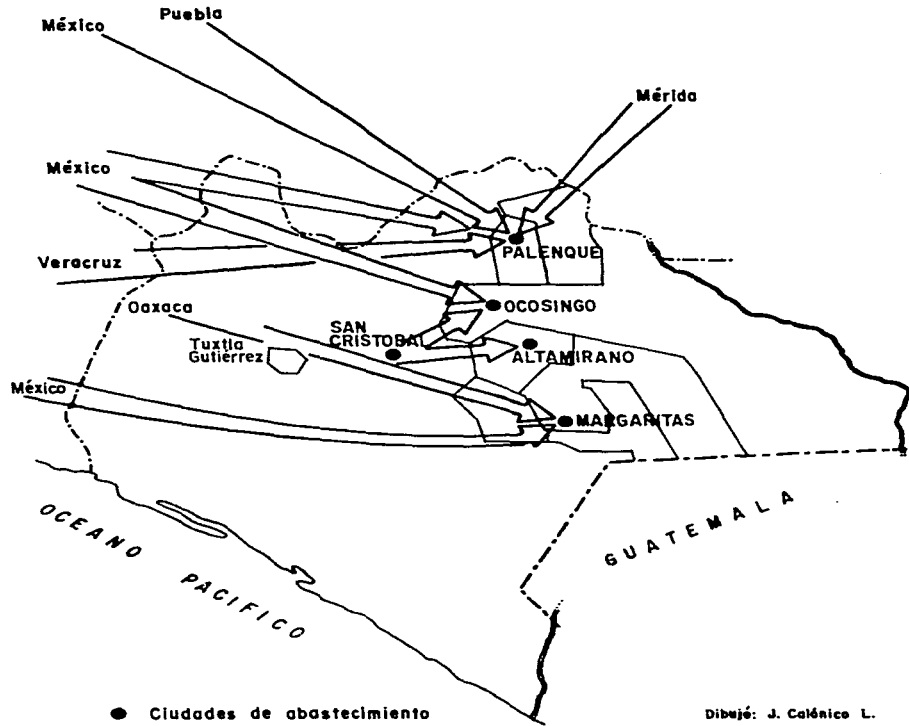 Puebla
México
Mérida
México
PALENQUE
Veracruz
OCOSINGO
Oaxaca
SAN
CRISTOBAL
Tuxtla
Gutiérrez
ALTAMIRANO
México
MARGARITAS
GUATEMALA
OCEANO PACIFICO
Ciudades de abastecimiento
Dibujó: J. Calónico L.